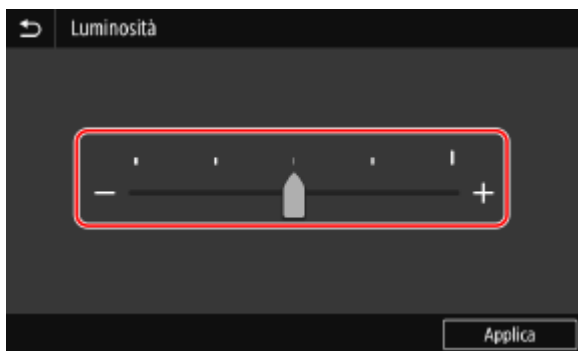 Luminosità
− +
Applica